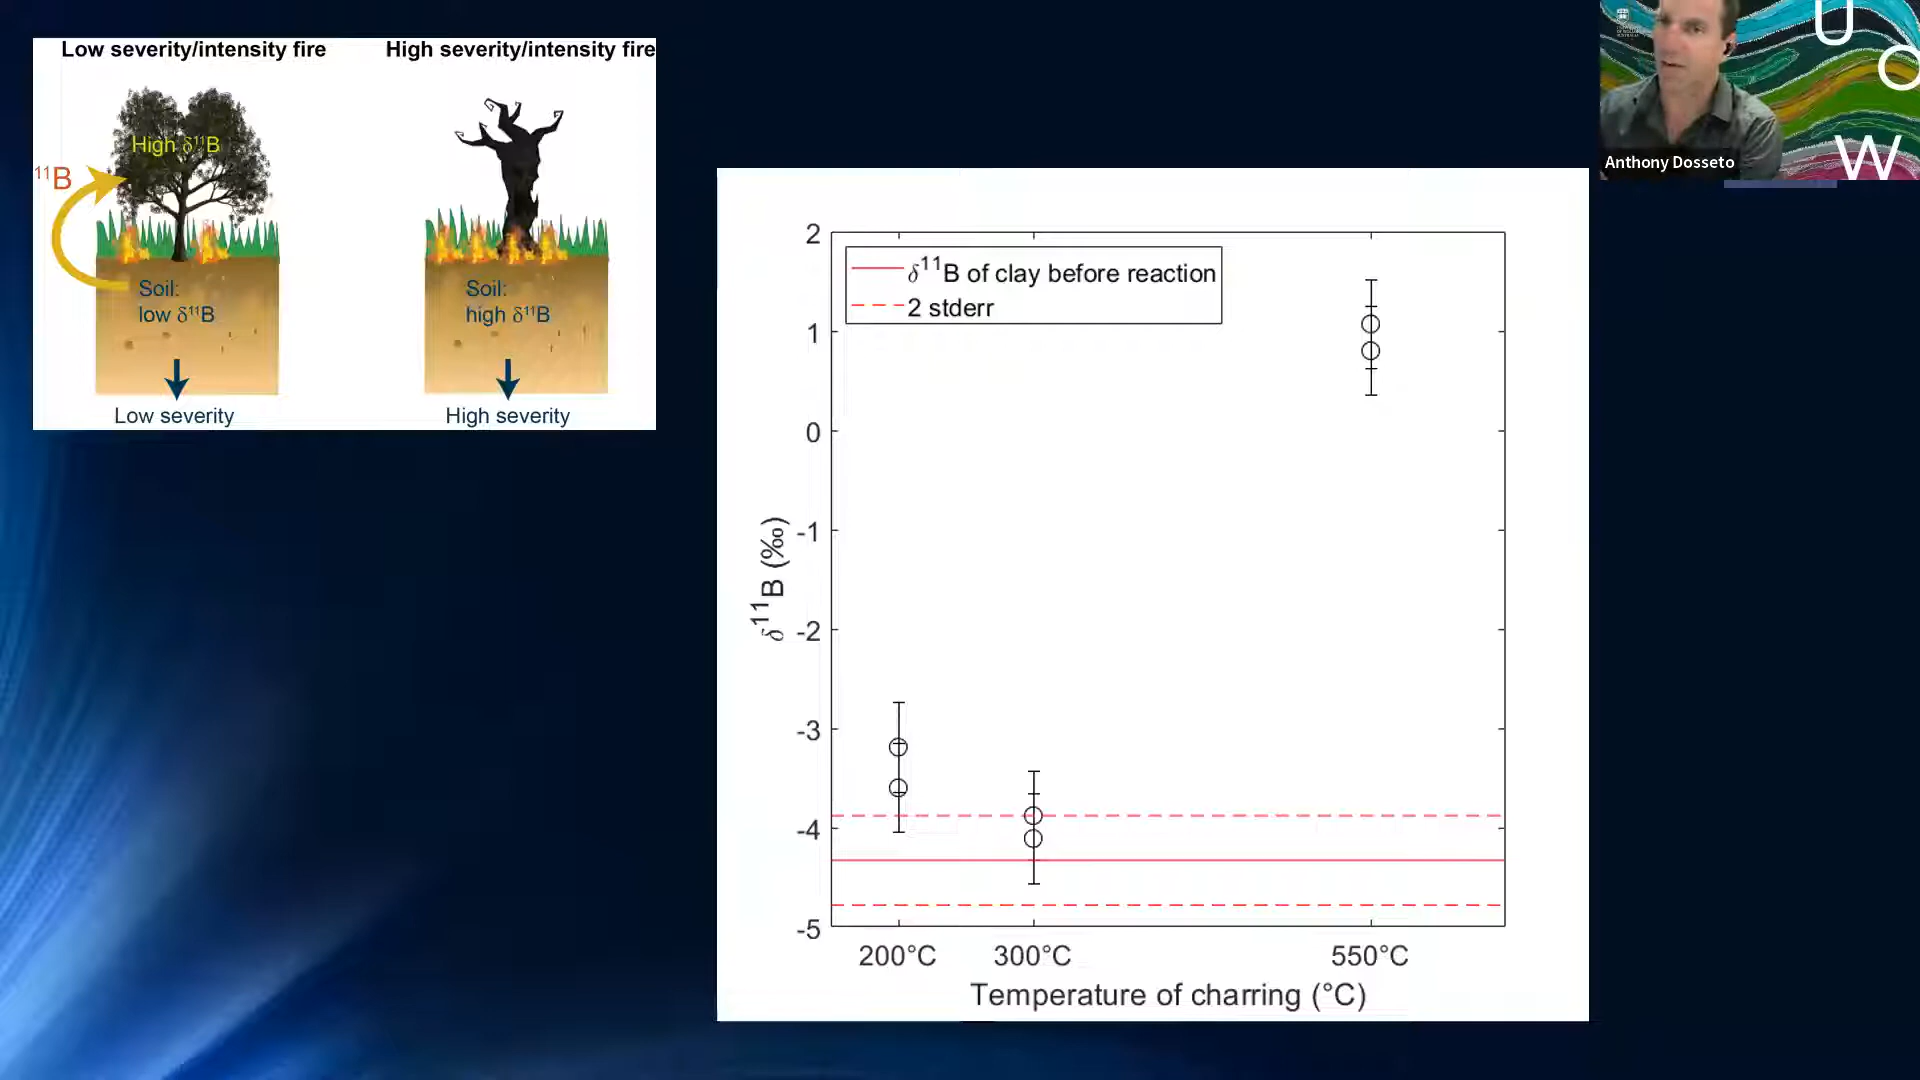 Low severity/intensity fire
High severity/intensity fire
High δ¹¹B
¹¹B
Soil:
low δ¹¹B
Soil:
high δ¹¹B
Low severity
High severity
2
1
0
-1
-2
-3
-4
-5
δ¹¹B (‰)
δ¹¹B of clay before reaction
2 stderr
200°C
300°C
550°C
Temperature of charring (°C)
Anthony Dosseto
U
O
W